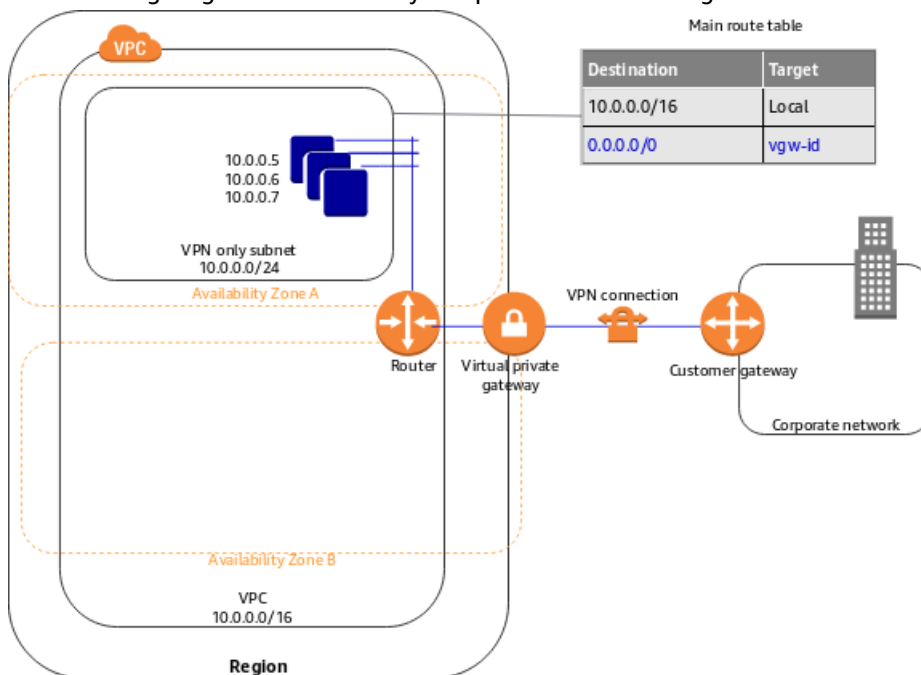 Main route table
VPC
Destination Target
10.0.0.0/16 Local
0.0.0.0/0 vgw-id
10.0.0.5
10.0.0.6
10.0.0.7
VPN only subnet
10.0.0.0/24
Availability Zone A
VPN connection
Router
Virtual private
gateway
Customer gateway
Corporate network
Availability Zone B
VPC
10.0.0.0/16
Region